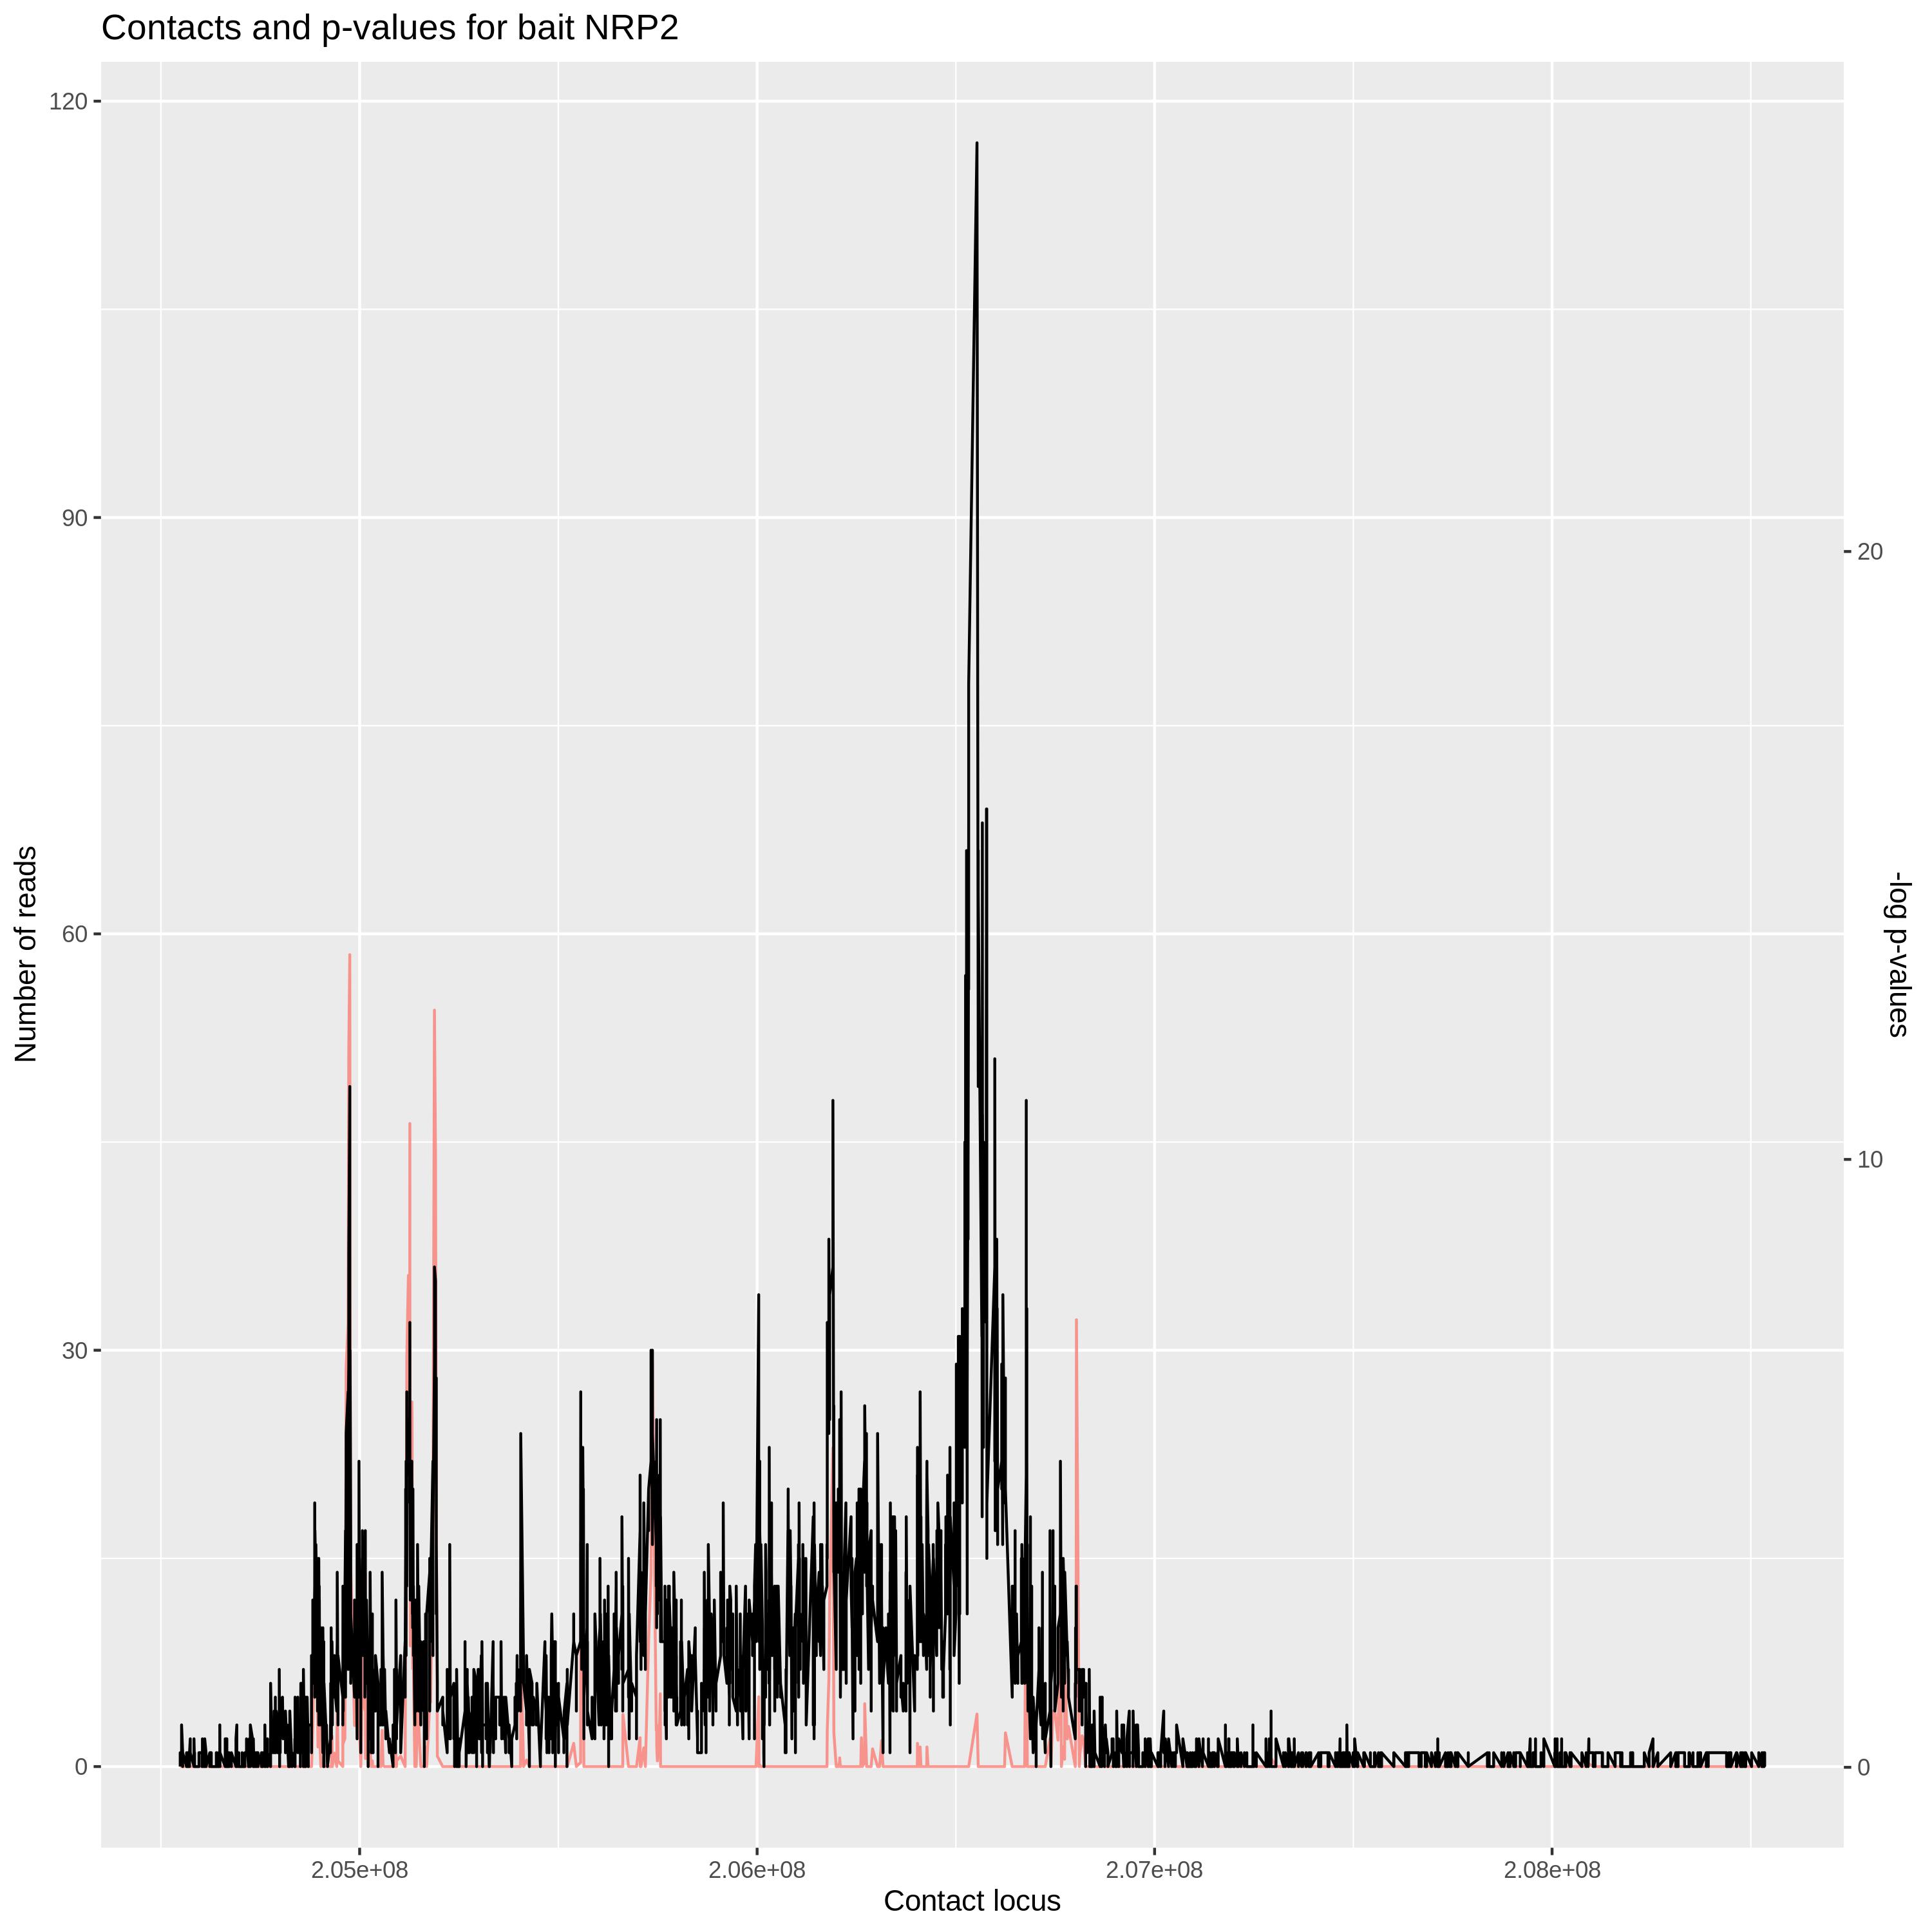 Contacts and p-values for bait NRP2
120
90
60
30
0
Number of reads
20
10
0
-log p-values
2.05e+08
2.06e+08
2.07e+08
2.08e+08
Contact locus